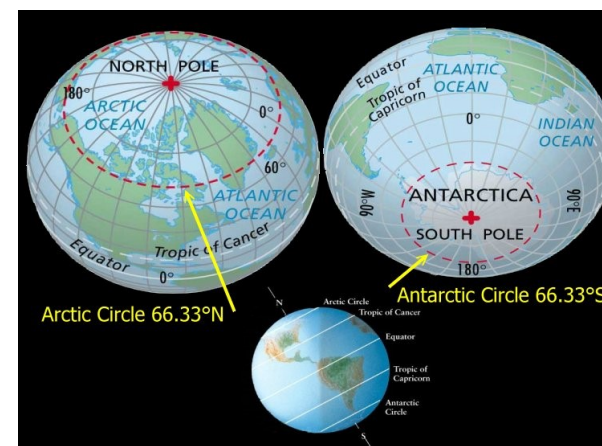 NORTH POLE
180°
ARCTIC
OCEAN
0°
60°
ATLANTIC
OCEAN
Tropic of Cancer
Equator
0°
Arctic Circle 66.33°N
Equator
Tropic of
Capricorn
ATLANTIC
OCEAN
0°
INDIAN
OCEAN
90°W
ANTARCTICA
90°E
SOUTH POLE
180°
Antarctic Circle 66.33°S
N
Arctic Circle
Tropic of Cancer
Equator
Tropic of
Capricorn
Antarctic
Circle
S